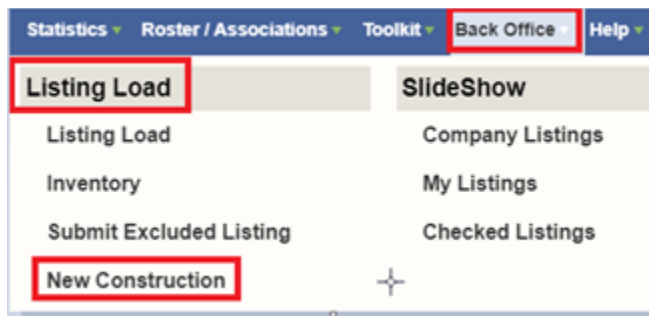 Statistics Roster / Associations Toolkit Back Office Help
Listing Load SlideShow
Listing Load Company Listings
Inventory My Listings
Submit Excluded Listing Checked Listings
New Construction